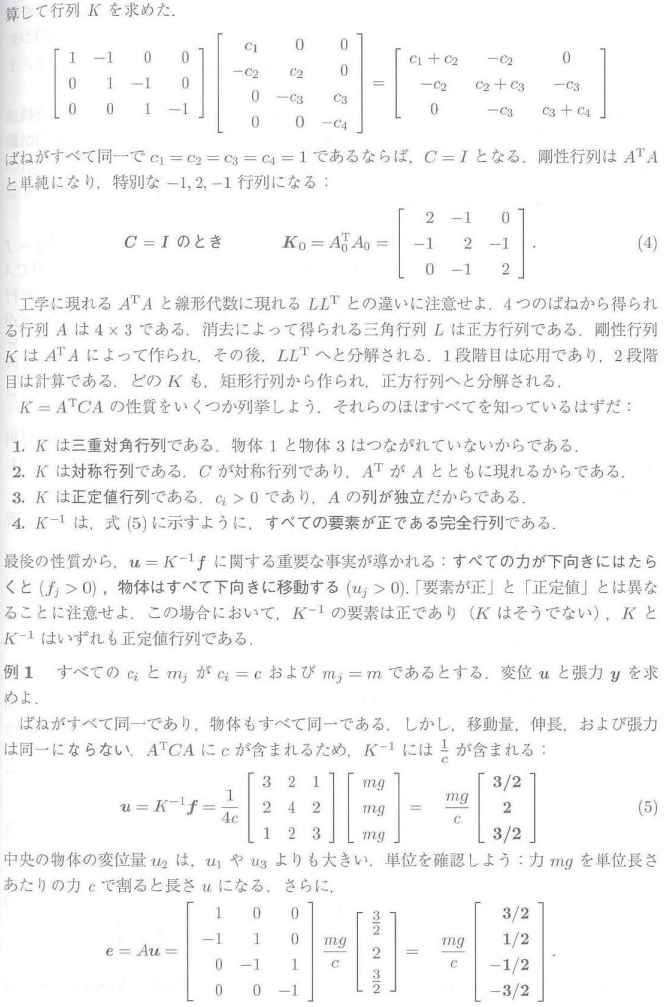 算して行列 K を求めた.
[ 1 −1 0 0 ; 0 1 −1 0 ; 0 0 1 −1 ] [ c₁ 0 0 ; −c₂ c₂ 0 ; 0 −c₃ c₃ ; 0 0 −c₄ ] = [ c₁ + c₂ −c₂ 0 ; −c₂ c₂ + c₃ −c₃ ; 0 −c₃ c₃ + c₄ ]
ばねがすべて同一で c₁ = c₂ = c₃ = c₄ = 1 であるならば, C = I となる. 剛性行列は AᵀA
と単純になり, 特別な −1, 2, −1 行列になる:
C = I のとき K₀ = A₀ᵀA₀ = [ 2 −1 0 ; −1 2 −1 ; 0 −1 2 ] . (4)
工学に現れる AᵀA と線形代数に現れる LLᵀ との違いに注意せよ. 4 つのばねから得られ
る行列 A は 4 × 3 である. 消去によって得られる三角行列 L は正方行列である. 剛性行列
K は AᵀA によって作られ, その後, LLᵀ へと分解される. 1 段階目は応用であり, 2 段階
目は計算である. どの K も, 矩形行列から作られ, 正方行列へと分解される.
K = AᵀCA の性質をいくつか列挙しよう. それらのほぼすべてを知っているはずだ:
1. K は三重対角行列である. 物体 1 と物体 3 はつながれていないからである.
2. K は対称行列である. C が対称行列であり, Aᵀ が A とともに現れるからである.
3. K は正定値行列である. cᵢ > 0 であり, A の列が独立だからである.
4. K⁻¹ は, 式 (5) に示すように, すべての要素が正である完全行列である.
最後の性質から, u = K⁻¹f に関する重要な事実が導かれる: すべての力が下向きにはたら
くと (fⱼ > 0) , 物体はすべて下向きに移動する (uⱼ > 0). 「要素が正」と「正定値」とは異な
ることに注意せよ. この場合において, K⁻¹ の要素は正であり (K はそうでない), K と
K⁻¹ はいずれも正定値行列である.
例 1 すべての cᵢ と mⱼ が cᵢ = c および mⱼ = m であるとする. 変位 u と張力 y を求
めよ.
ばねがすべて同一であり, 物体もすべて同一である. しかし, 移動量, 伸長, および張力
は同一にならない. AᵀCA に c が含まれるため, K⁻¹ には 1/c が含まれる:
u = K⁻¹f = 1/4c [ 3 2 1 ; 2 4 2 ; 1 2 3 ] [ mg ; mg ; mg ] = mg/c [ 3/2 ; 2 ; 3/2 ] (5)
中央の物体の変位量 u₂ は, u₁ や u₃ よりも大きい. 単位を確認しよう: 力 mg を単位長さ
あたりの力 c で割ると長さ u になる. さらに,
e = Au = [ 1 0 0 ; −1 1 0 ; 0 −1 1 ; 0 0 −1 ] mg/c [ 3/2 ; 2 ; 3/2 ] = mg/c [ 3/2 ; 1/2 ; −1/2 ; −3/2 ] .